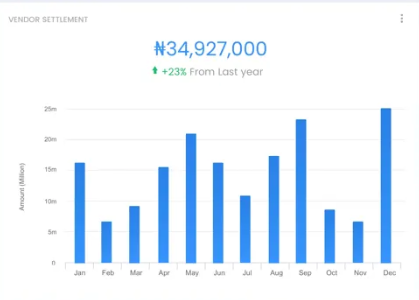 VENDOR SETTLEMENT
₦34,927,000
+23% From Last year
Amount (Million)
25m
20m
15m
10m
5m
0
Jan Feb Mar Apr May Jun Jul Aug Sep Oct Nov Dec